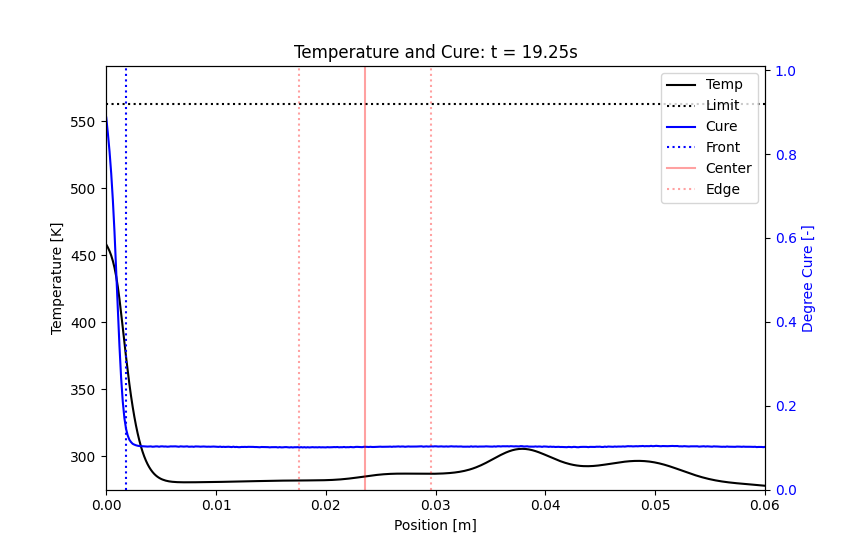 Temperature and Cure: t = 19.25s
Temp
Limit
Cure
Front
Center
Edge
Temperature [K]
550
500
450
400
350
300
Degree Cure [-]
1.0
0.8
0.6
0.4
0.2
0.0
0.00 0.01 0.02 0.03 0.04 0.05 0.06
Position [m]